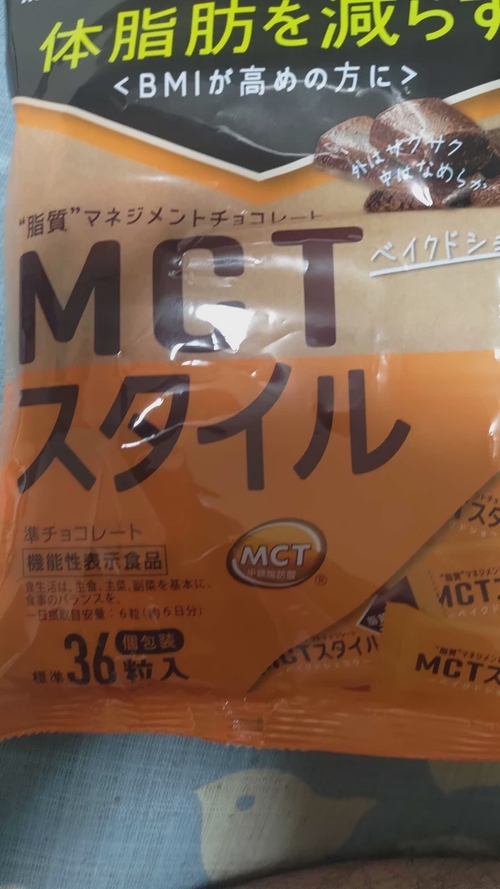 体脂肪を減らす
<BMIが高めの方に>
外はサクサク
中はなめらか
"脂質"マネジメントチョコレート
MCT
ベイクドショ
スタイル
準チョコレート
機能性表示食品
MCT
中鎖脂肪酸
®
食生活は、主食、主菜、副菜を基本に、
食事のバランスを。
一日摂取目安量：6粒(約6日分)
標準36粒入
個包装
MCTスタイル
"脂質"マネジメン
MCTス